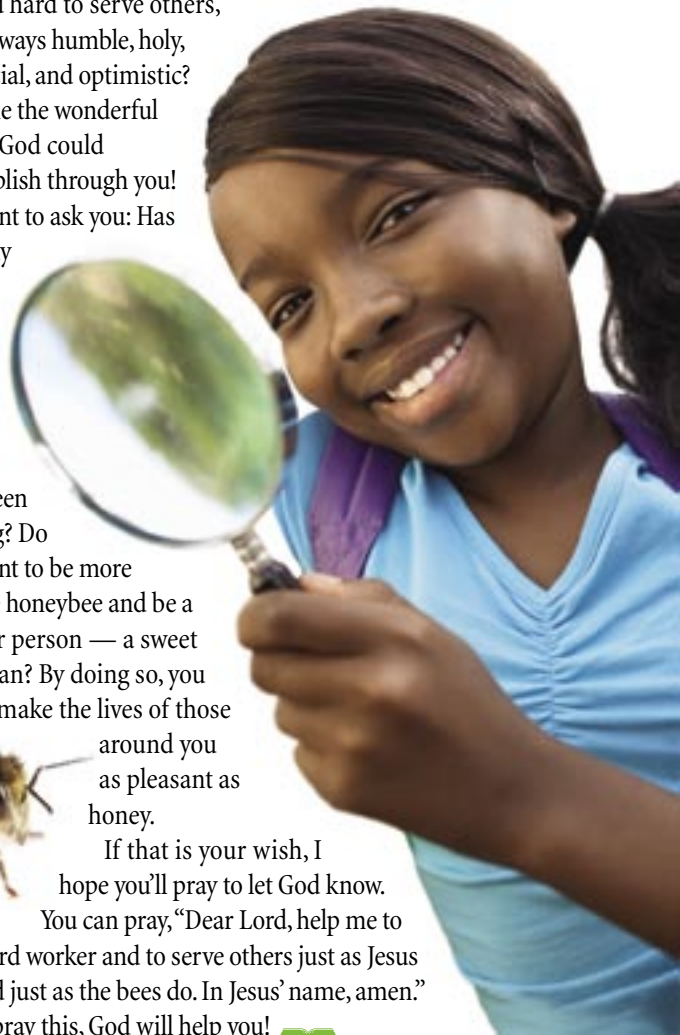 hard to serve others,
ways humble, holy,
ial, and optimistic?
e the wonderful
God could
plish through you!
nt to ask you: Has
y
een
g? Do
nt to be more
honeybee and be a
r person — a sweet
an? By doing so, you
make the lives of those
around you
as pleasant as
honey.
If that is your wish, I
hope you’ll pray to let God know.
You can pray, “Dear Lord, help me to
rd worker and to serve others just as Jesus
d just as the bees do. In Jesus’ name, amen.”
pray this, God will help you!